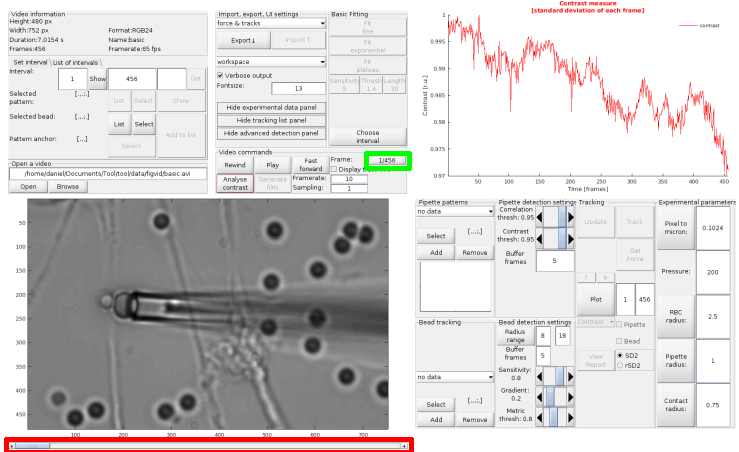 Video information
Height:480 px
Width:752 px Format:RGB24
Duration:7.0154 s Name:basic
Frames:456 Framerate:65 fps
Set interval List of intervals
Interval: 1 Show 456 Get
Selected pattern: [...,...] List Select Show
Selected bead: [...,...] List Select Add to list
Pattern anchor: [...] Select
Open a video
/home/daniel/Documents/Tool/tool/data/figvid/basic.avi
Open Browse
Import, export, UI settings
force & tracks
Export↓ Import↑
workspace
Verbose output
Fontsize: 13
Hide experimental data panel
Hide tracking list panel
Hide advanced detection panel
Basic Fitting
Fit line
Fit exponential
Fit plateau
Sensitivity Thrash Length
5 1.4 30
Choose interval
Video commands
Rewind Play Fast forward Frame: 1/456
Display
Analyse contrast Generate film Framerate: 10
Sampling: 1
Contrast measure
[standard deviation of each frame]
contrast
Contrast [r.u.]
1
0.995
0.99
0.985
0.98
0.975
0.97
50 100 150 200 250 300 350 400 450
Time [frames]
50
100
150
200
250
300
350
400
450
100 200 300 400 500 600 700
Pipette patterns
no data
Select [...,...]
Add Remove
Bead tracking
no data
Select [...,...]
Add Remove
Pipette detection settings
Correlation thresh: 0.95
Contrast thresh: 0.95
Buffer frames 5
Bead detection settings
Radius range 8 18
Buffer frames 5
Sensitivity: 0.8
Gradient: 0.2
Metric thresh: 0.8
Tracking
Update Track
Get Force
Plot 1 456
Contrast Pipette
Bead
View Report SD2
rSD2
Experimental parameters
Pixel to micron: 0.1024
Pressure: 200
RBC radius: 2.5
Pipette radius: 1
Contact radius: 0.75